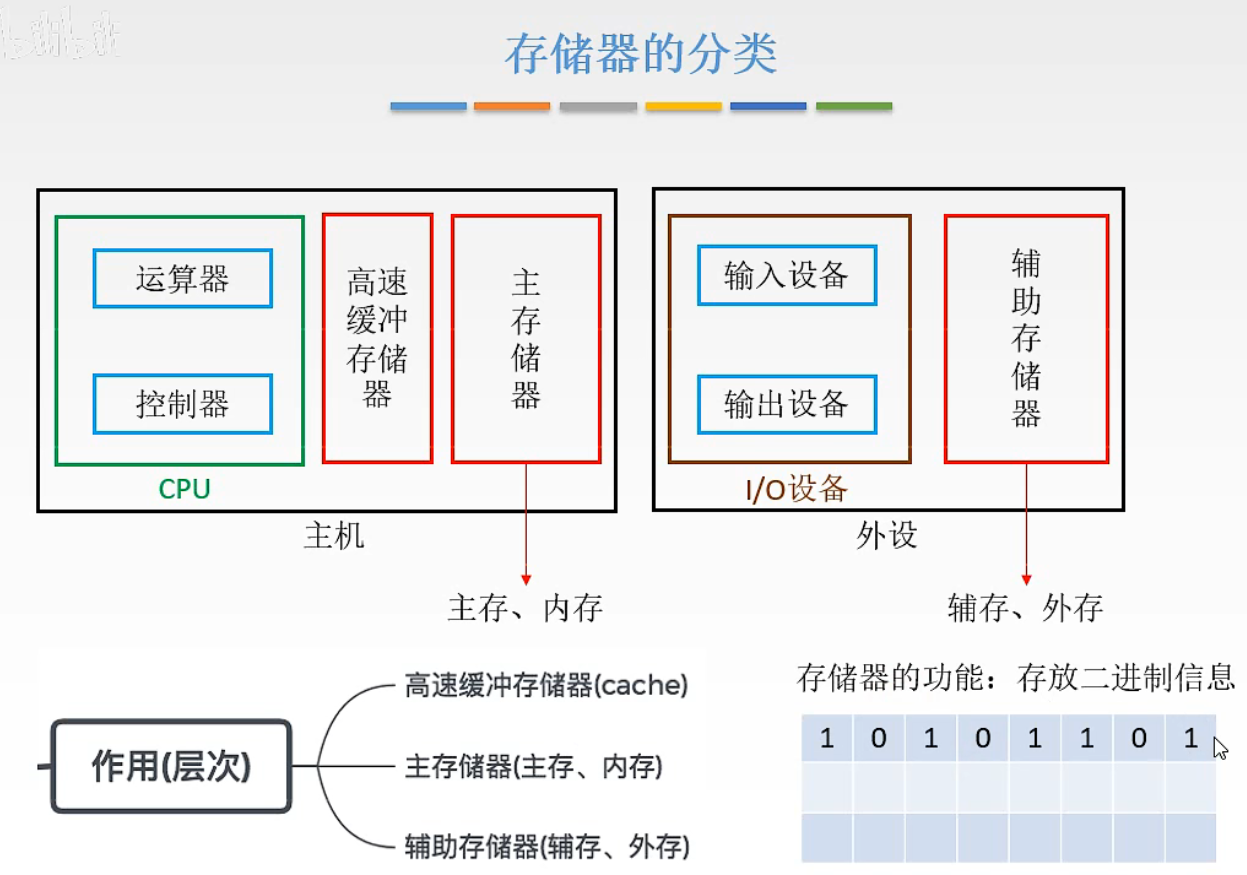 bilibili
存储器的分类
运算器
控制器
CPU
高速
缓冲
存储
器
主
存
储
器
主机
主存、内存
输入设备
输出设备
I/O设备
辅
助
存
储
器
外设
辅存、外存
作用(层次)
高速缓冲存储器(cache)
主存储器(主存、内存)
辅助存储器(辅存、外存)
存储器的功能：存放二进制信息
1 0 1 0 1 1 0 1